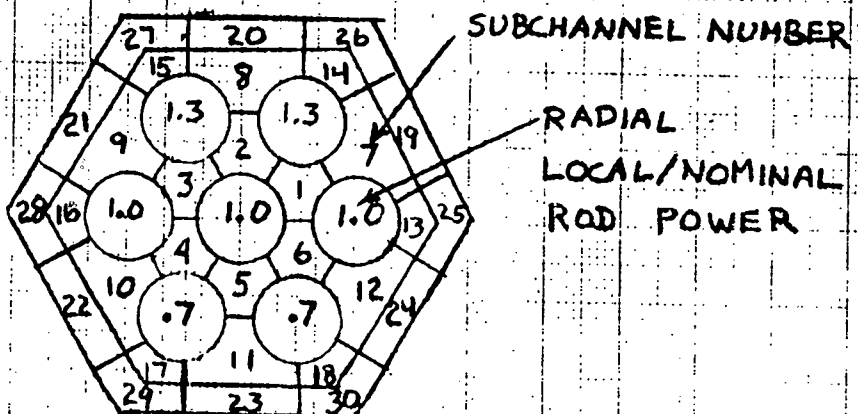 27 20 26
SUBCHANNEL NUMBER
15 8 14
1.3 1.3
21 19
RADIAL
9 2 7
LOCAL/NOMINAL
3 1
ROD POWER
28 16 1.0 1.0 1.0 13 25
4 6
10 5 12
22 .7 .7 24
11
17 18
29 23 30